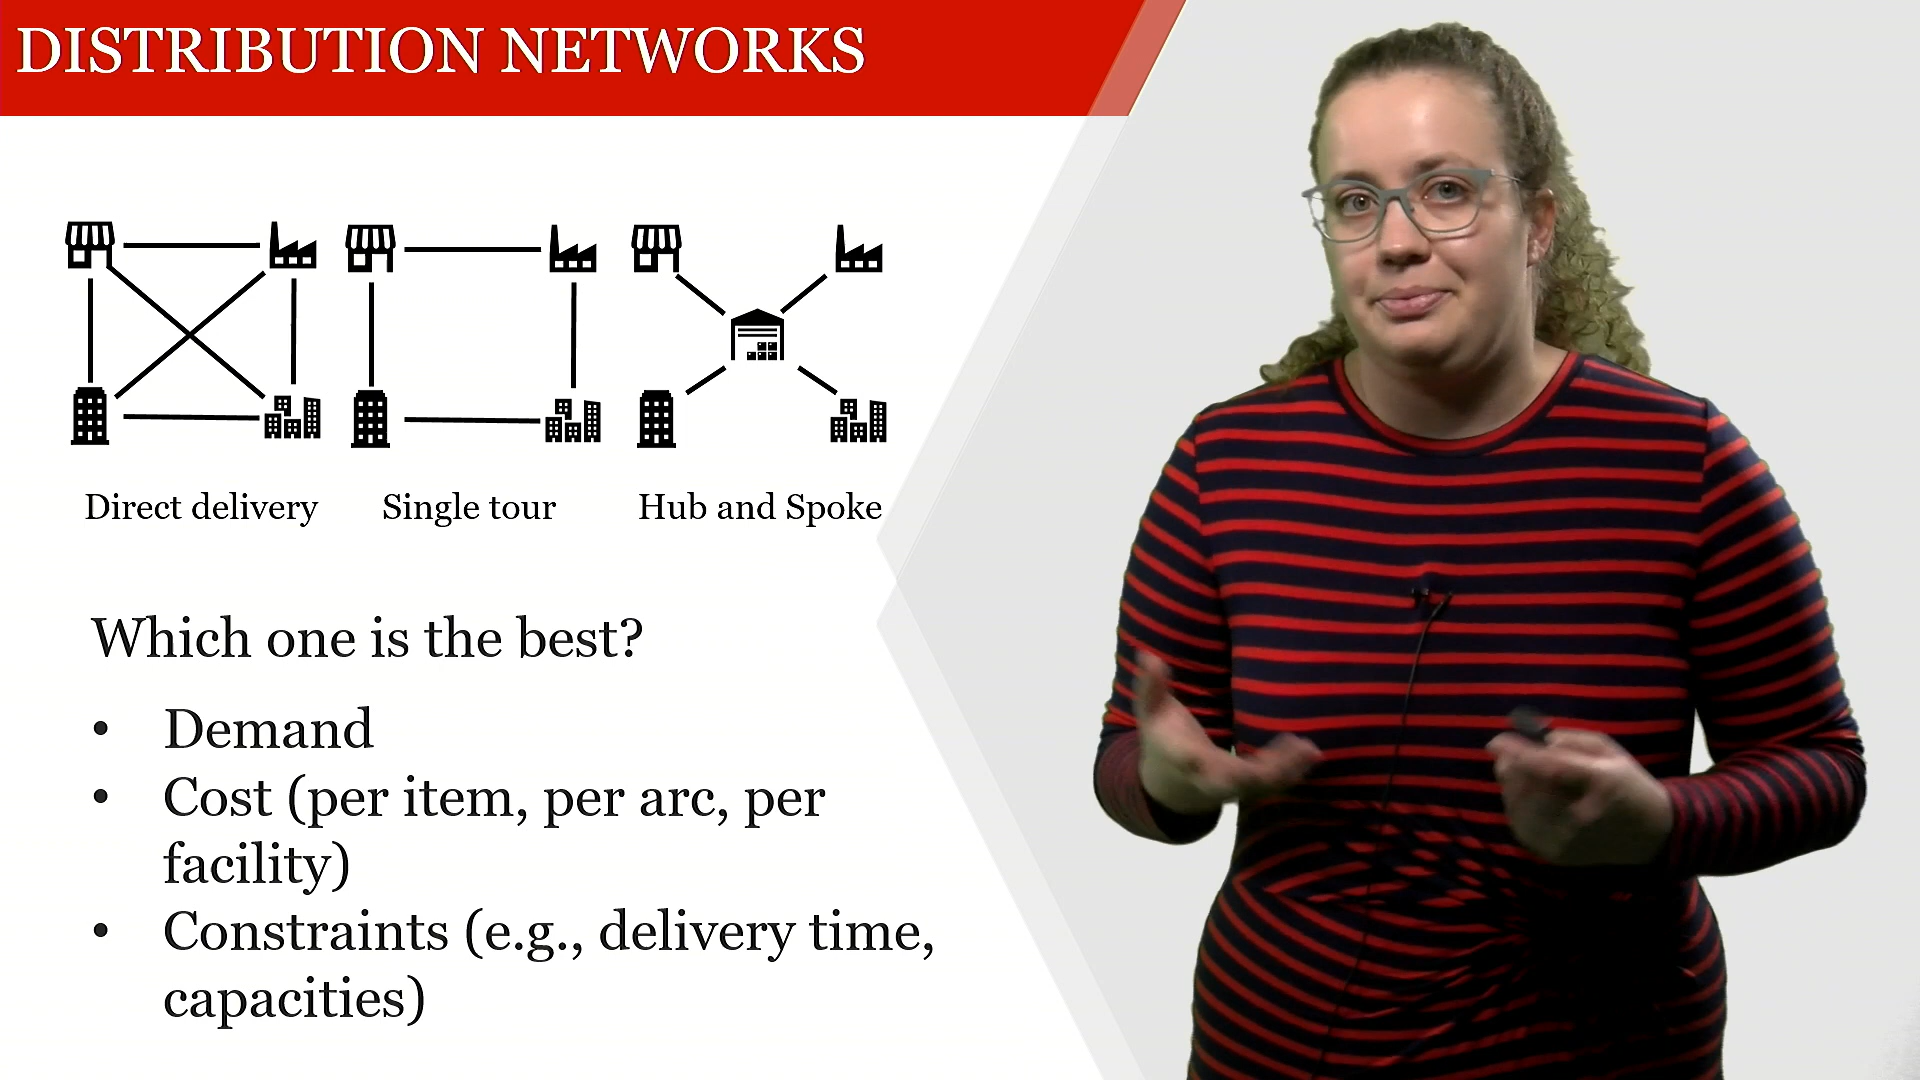 DISTRIBUTION NETWORKS
Direct delivery
Single tour
Hub and Spoke
Which one is the best?
• Demand
• Cost (per item, per arc, per
facility)
• Constraints (e.g., delivery time,
capacities)